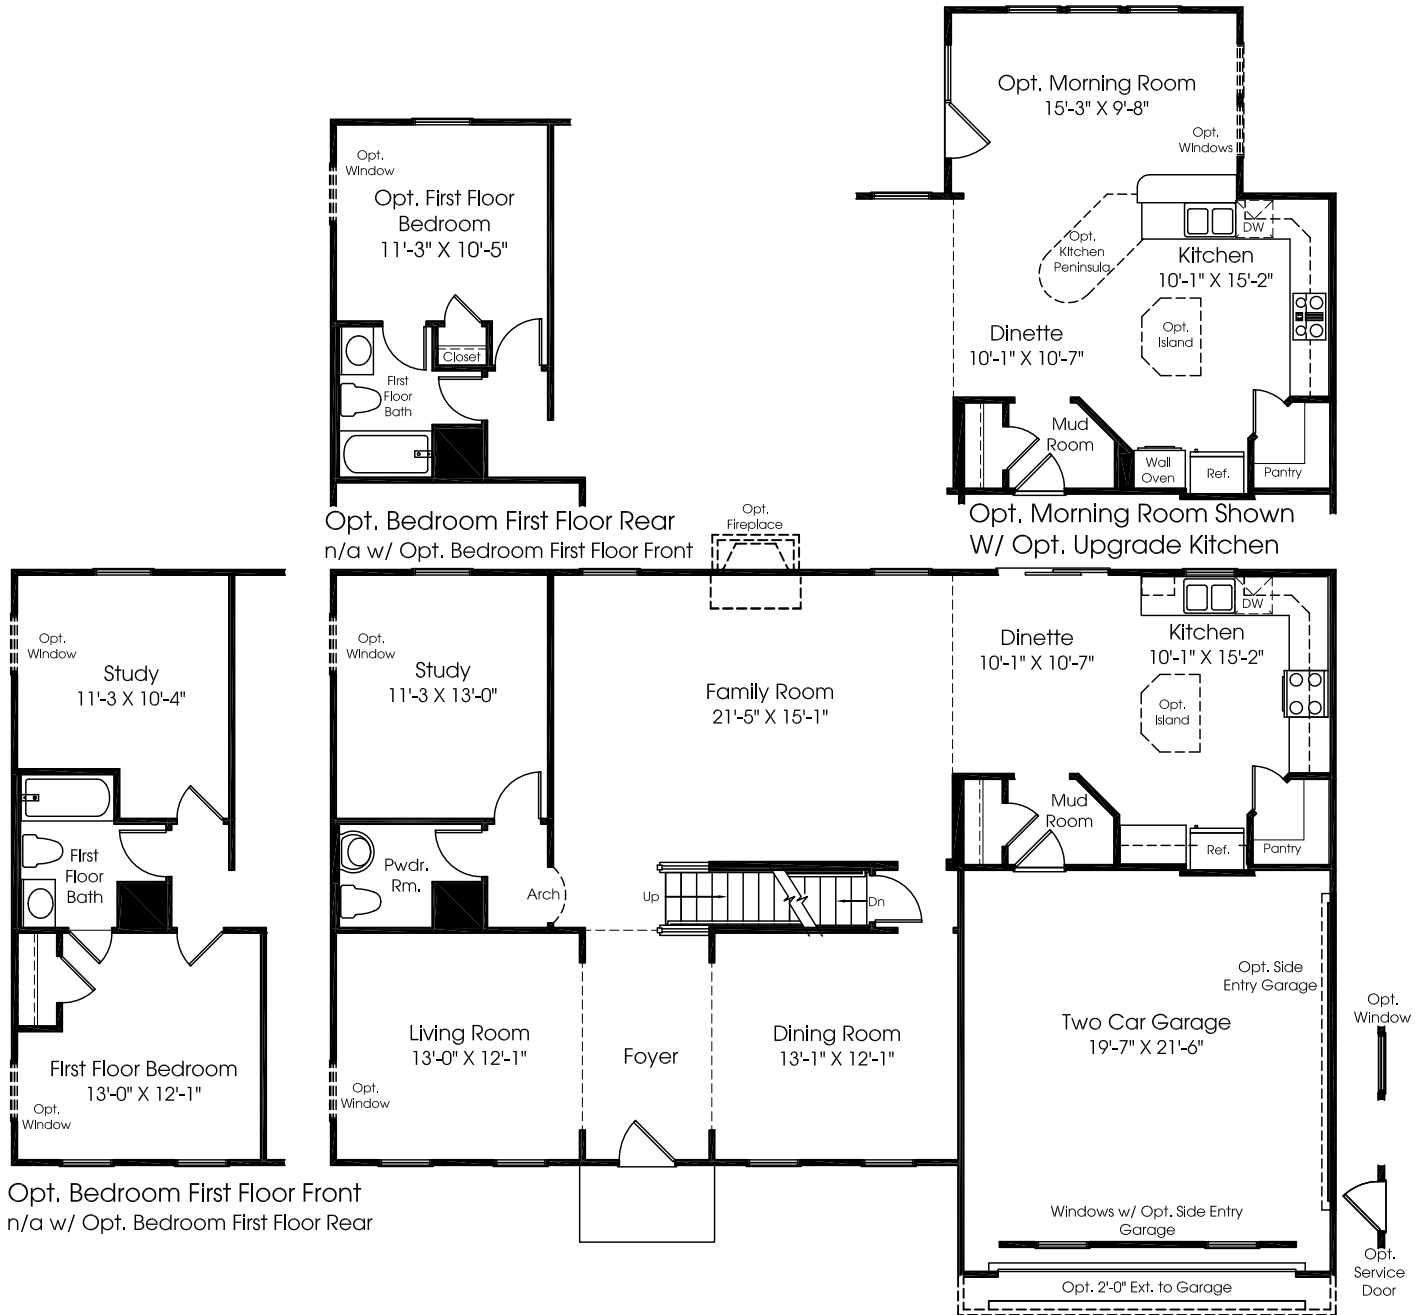 Opt. Morning Room
15'-3" X 9'-8"
Opt.
Windows
Opt.
Window
Opt. First Floor
Bedroom
11'-3" X 10'-5"
Closet
First
Floor
Bath
Opt. Bedroom First Floor Rear
n/a w/ Opt. Bedroom First Floor Front
DW
Opt.
Kitchen
Peninsula
Kitchen
10'-1" X 15'-2"
Opt.
Island
Dinette
10'-1" X 10'-7"
Mud
Room
Wall
Oven
Ref.
Pantry
Opt. Morning Room Shown
W/ Opt. Upgrade Kitchen
Opt.
Fireplace
Opt.
Window
Study
11'-3 X 10'-4"
First
Floor
Bath
First Floor Bedroom
13'-0" X 12'-1"
Opt.
Window
Opt. Bedroom First Floor Front
n/a w/ Opt. Bedroom First Floor Rear
Opt.
Window
Study
11'-3 X 13'-0"
Family Room
21'-5" X 15'-1"
Dinette
10'-1" X 10'-7"
Kitchen
10'-1" X 15'-2"
DW
Opt.
Island
Mud
Room
Ref.
Pantry
Pwdr.
Rm.
Arch
Up
Dn
Living Room
13'-0" X 12'-1"
Opt.
Window
Foyer
Dining Room
13'-1" X 12'-1"
Opt. Side
Entry Garage
Two Car Garage
19'-7" X 21'-6"
Opt.
Window
Windows w/ Opt. Side Entry
Garage
Opt. 2'-0" Ext. to Garage
Opt.
Service
Door